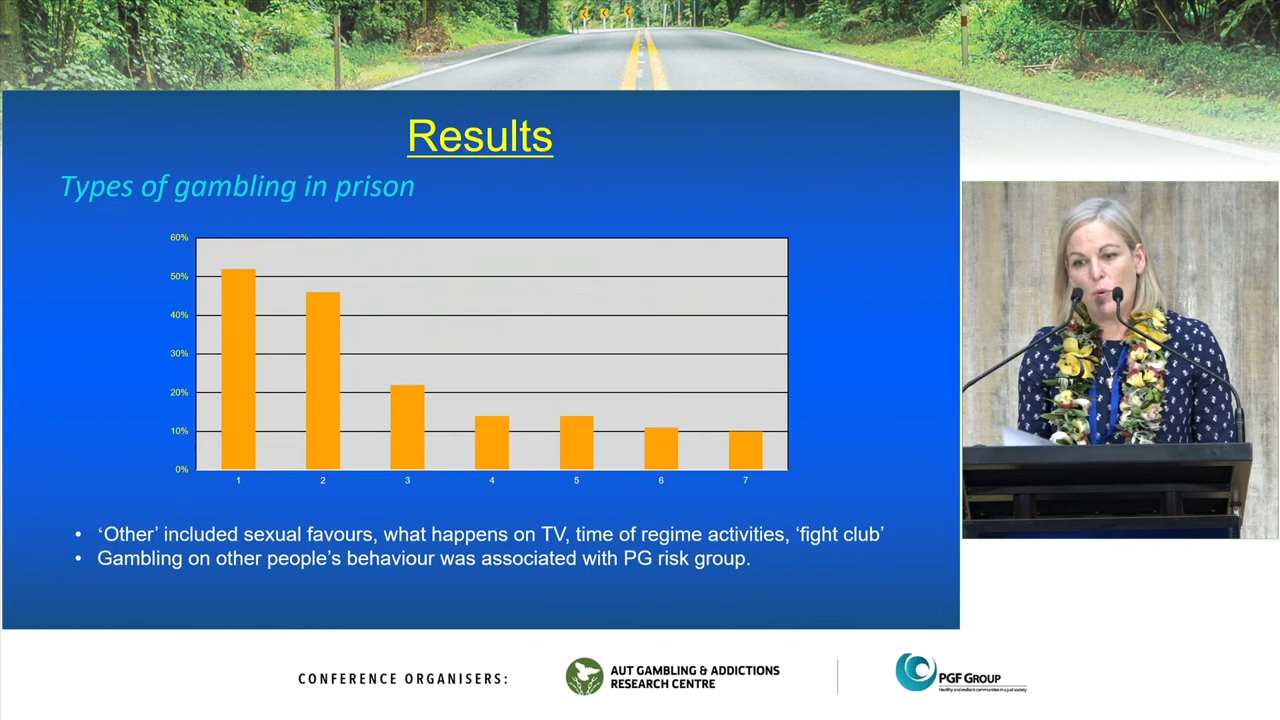 Results
Types of gambling in prison
60%
50%
40%
30%
20%
10%
0%
1 2 3 4 5 6 7
• ‘Other’ included sexual favours, what happens on TV, time of regime activities, ‘fight club’
• Gambling on other people’s behaviour was associated with PG risk group.
CONFERENCE ORGANISERS:
AUT GAMBLING & ADDICTIONS
RESEARCH CENTRE
PGF GROUP
Healthy and resilient communities in a just society